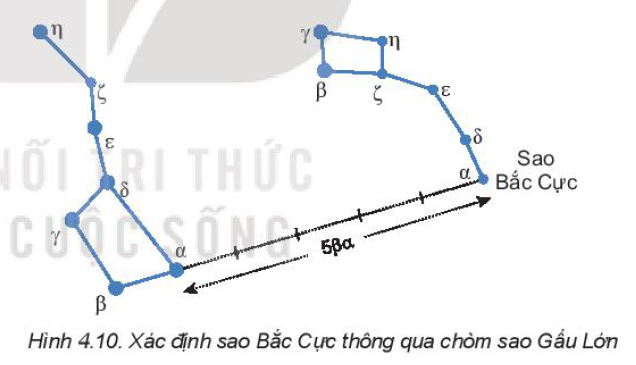 η
ζ
ε
δ
γ
α
β
γ
η
β
ζ
ε
δ
α
Sao
Bắc Cực
5βα
NỐI TRI THỨC
CUỘC SỐNG
Hình 4.10. Xác định sao Bắc Cực thông qua chòm sao Gấu Lớn